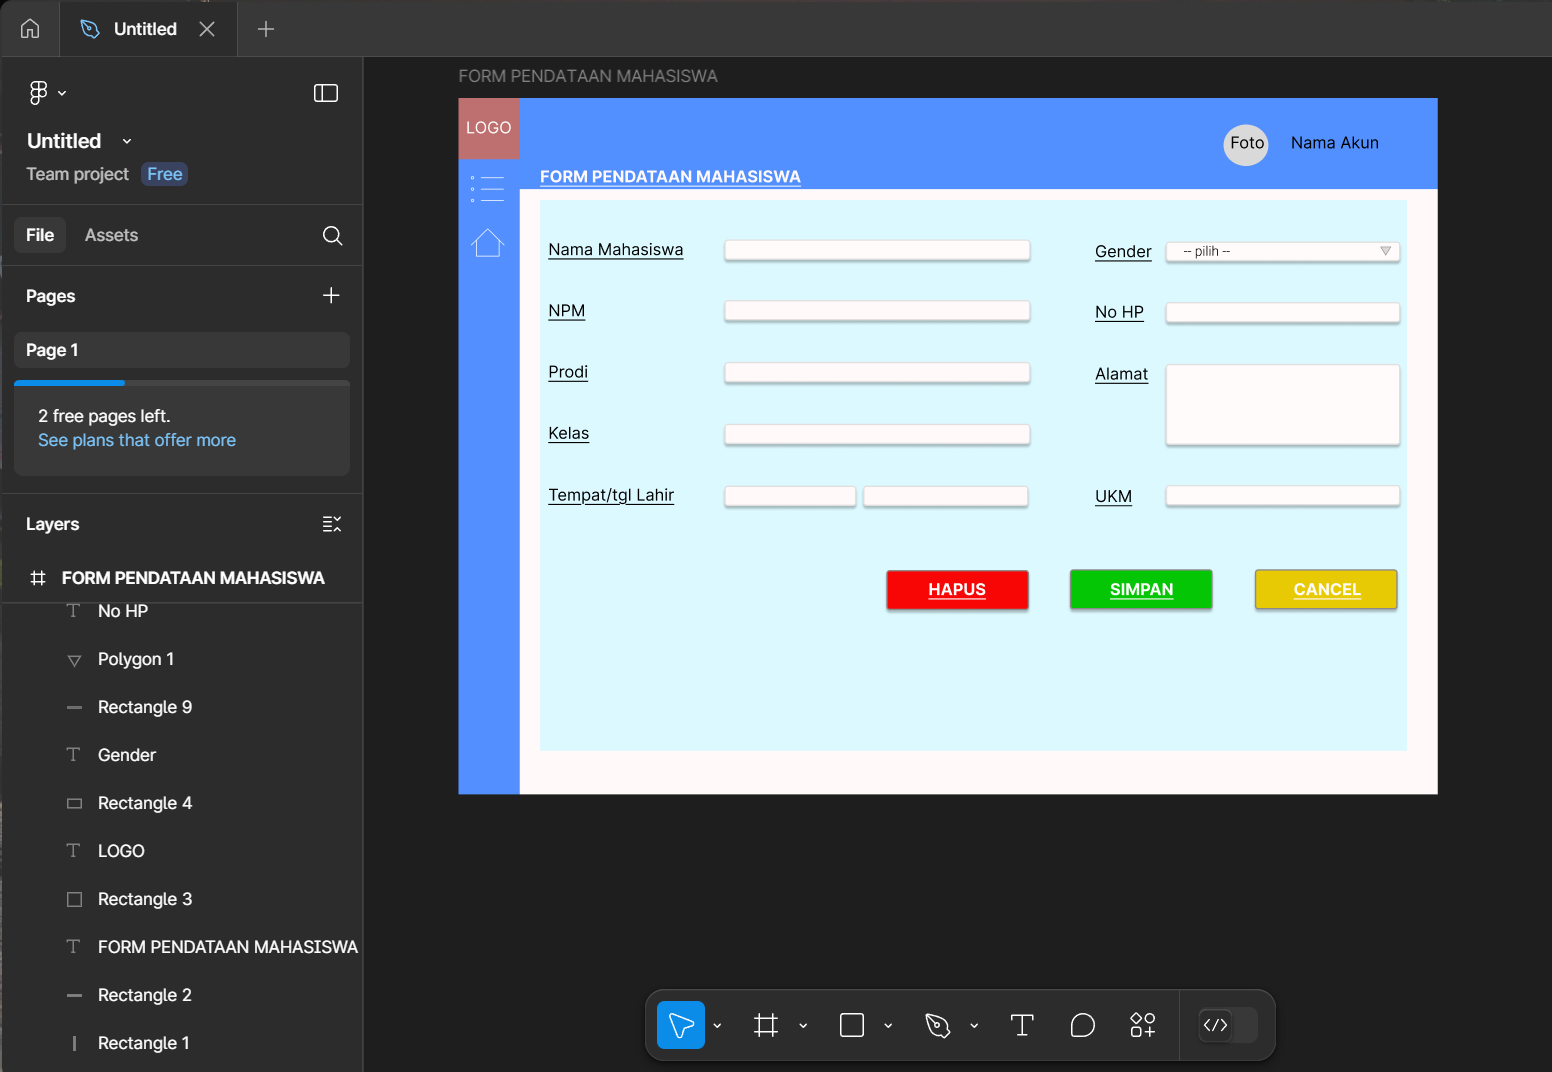 Untitled
Untitled
Team project Free
File Assets
Pages
Page 1
2 free pages left.
See plans that offer more
Layers
FORM PENDATAAN MAHASISWA
No HP
Polygon 1
Rectangle 9
Gender
Rectangle 4
LOGO
Rectangle 3
FORM PENDATAAN MAHASISWA
Rectangle 2
Rectangle 1
FORM PENDATAAN MAHASISWA
LOGO
Foto Nama Akun
FORM PENDATAAN MAHASISWA
Nama Mahasiswa
Gender -- pilih --
NPM
No HP
Prodi
Alamat
Kelas
Tempat/tgl Lahir
UKM
HAPUS SIMPAN CANCEL